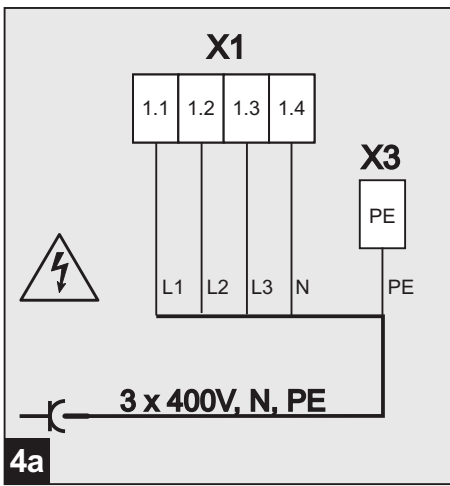 X1
1.1 1.2 1.3 1.4
X3
PE
L1 L2 L3 N PE
3 x 400V, N, PE
4a